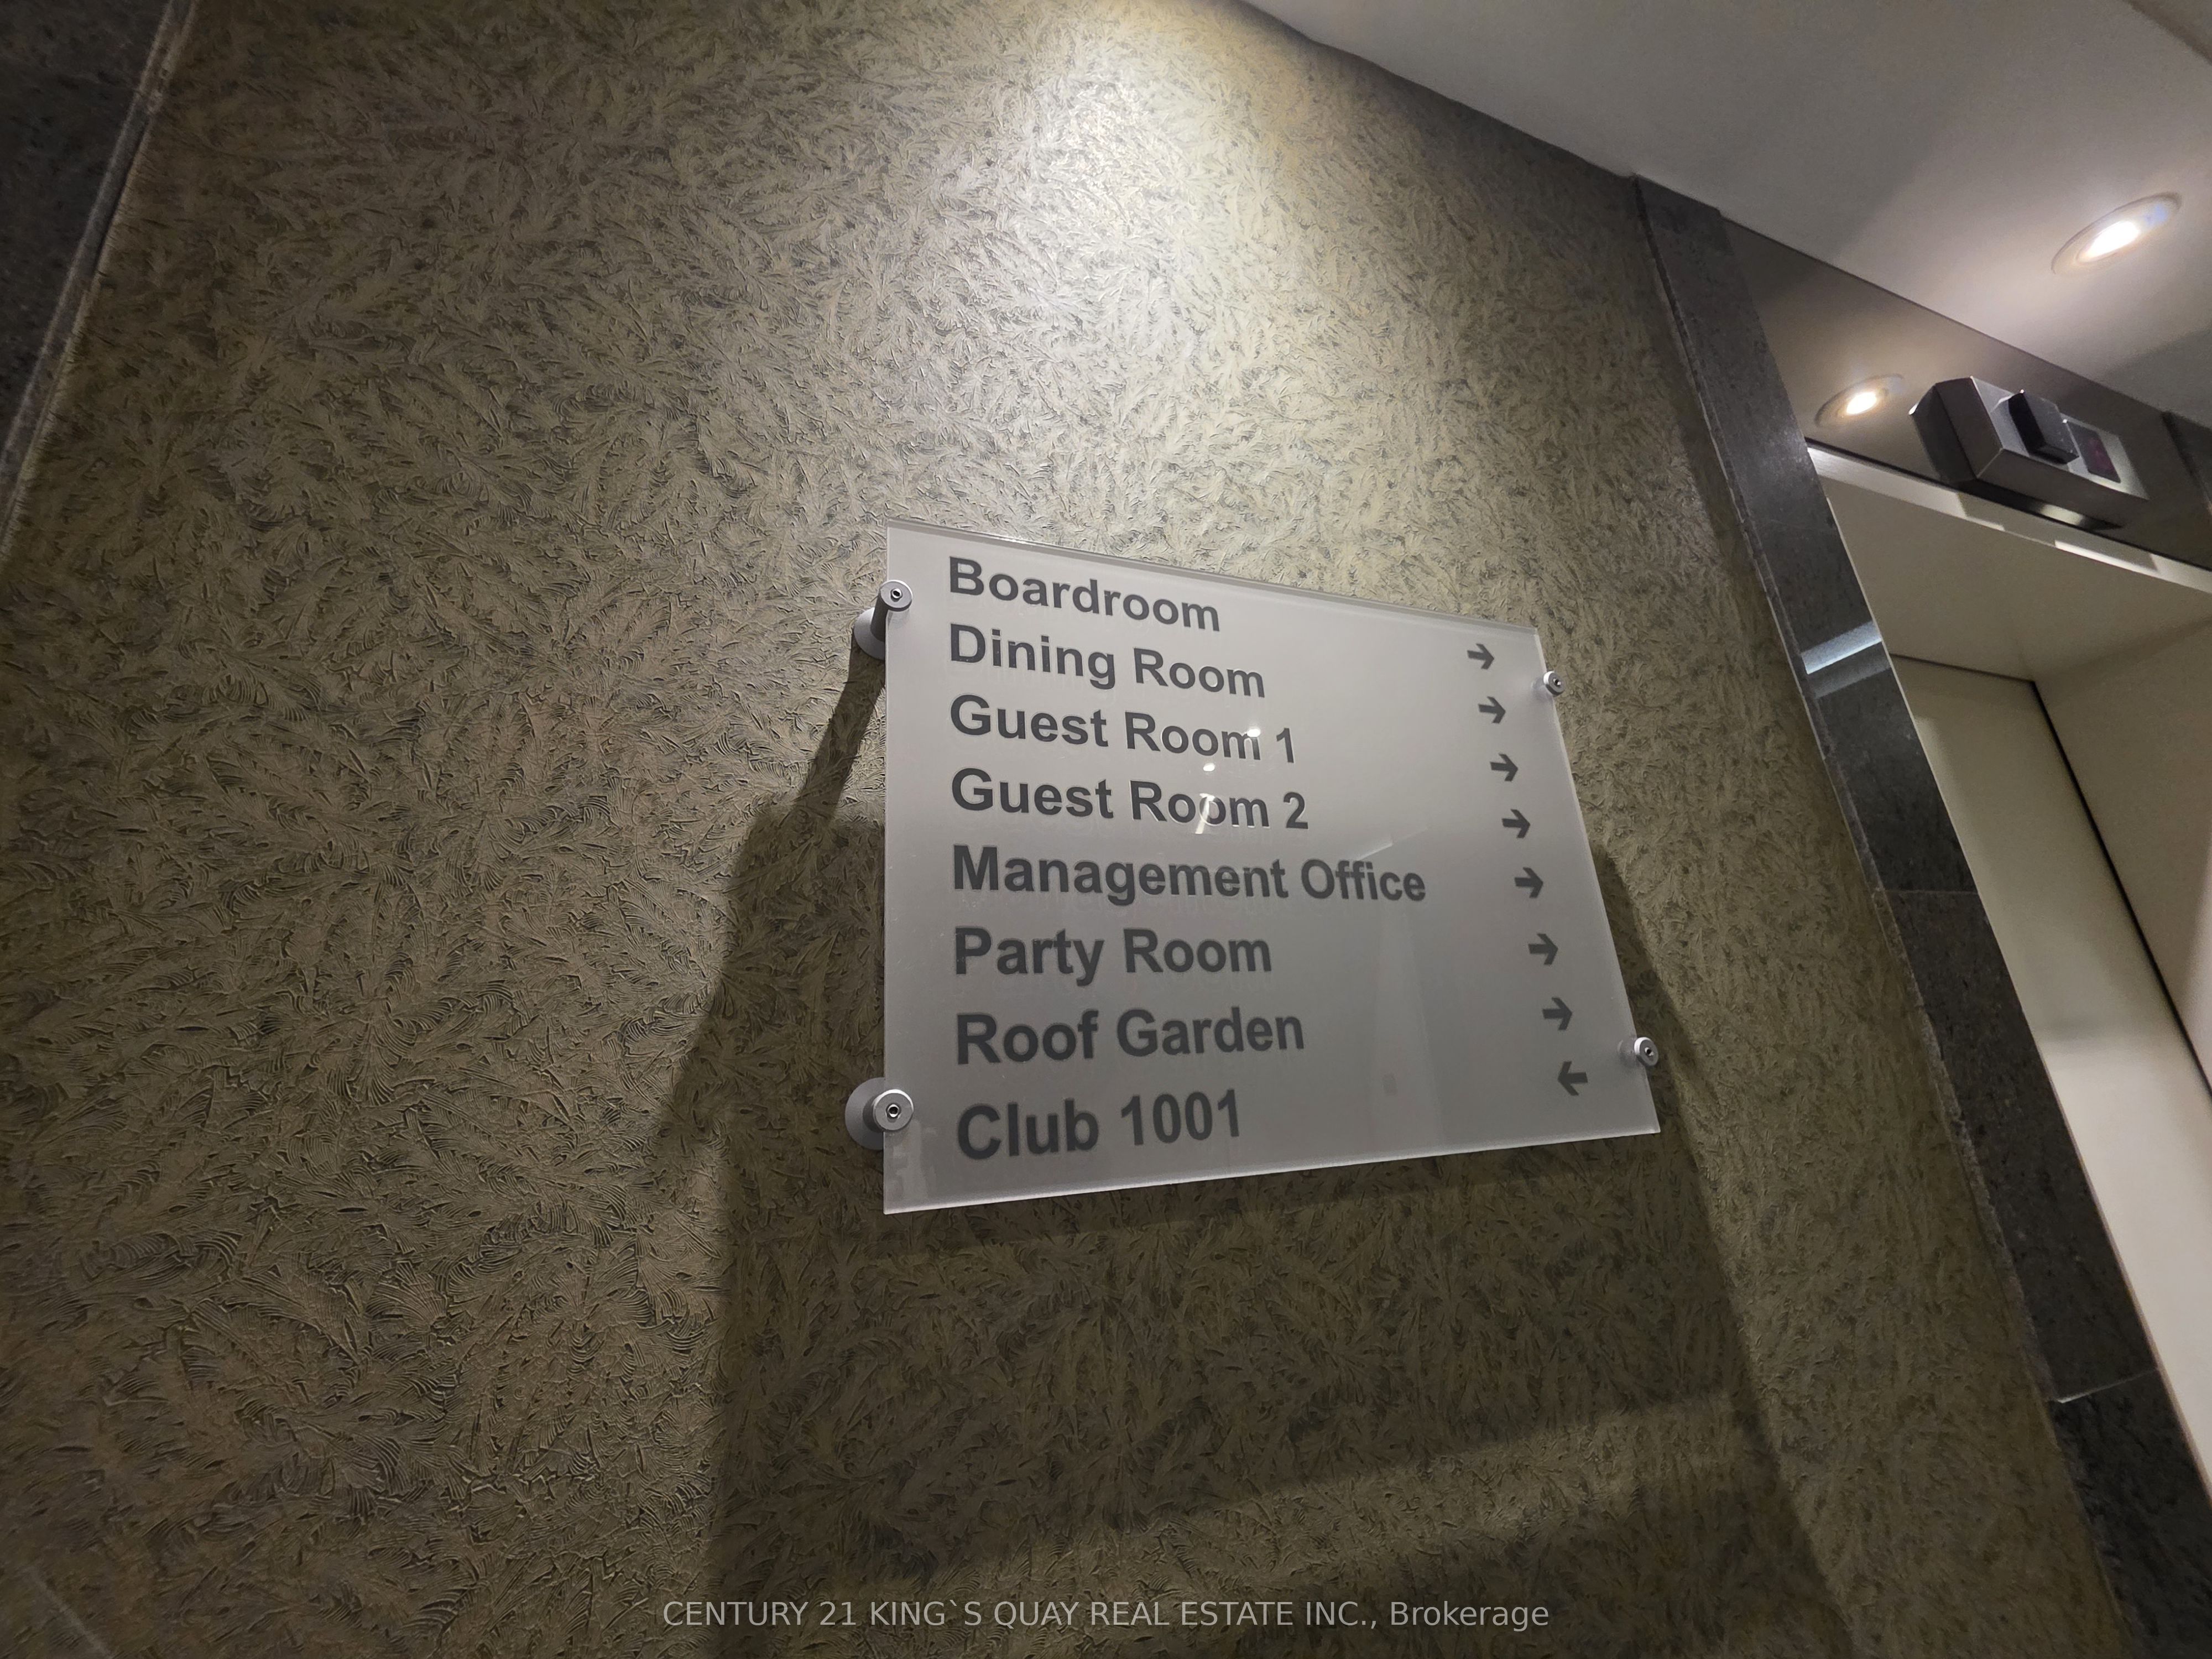 Boardroom →
Dining Room →
Guest Room 1 →
Guest Room 2 →
Management Office →
Party Room →
Roof Garden →
Club 1001 ←
CENTURY 21 KING`S QUAY REAL ESTATE INC., Brokerage